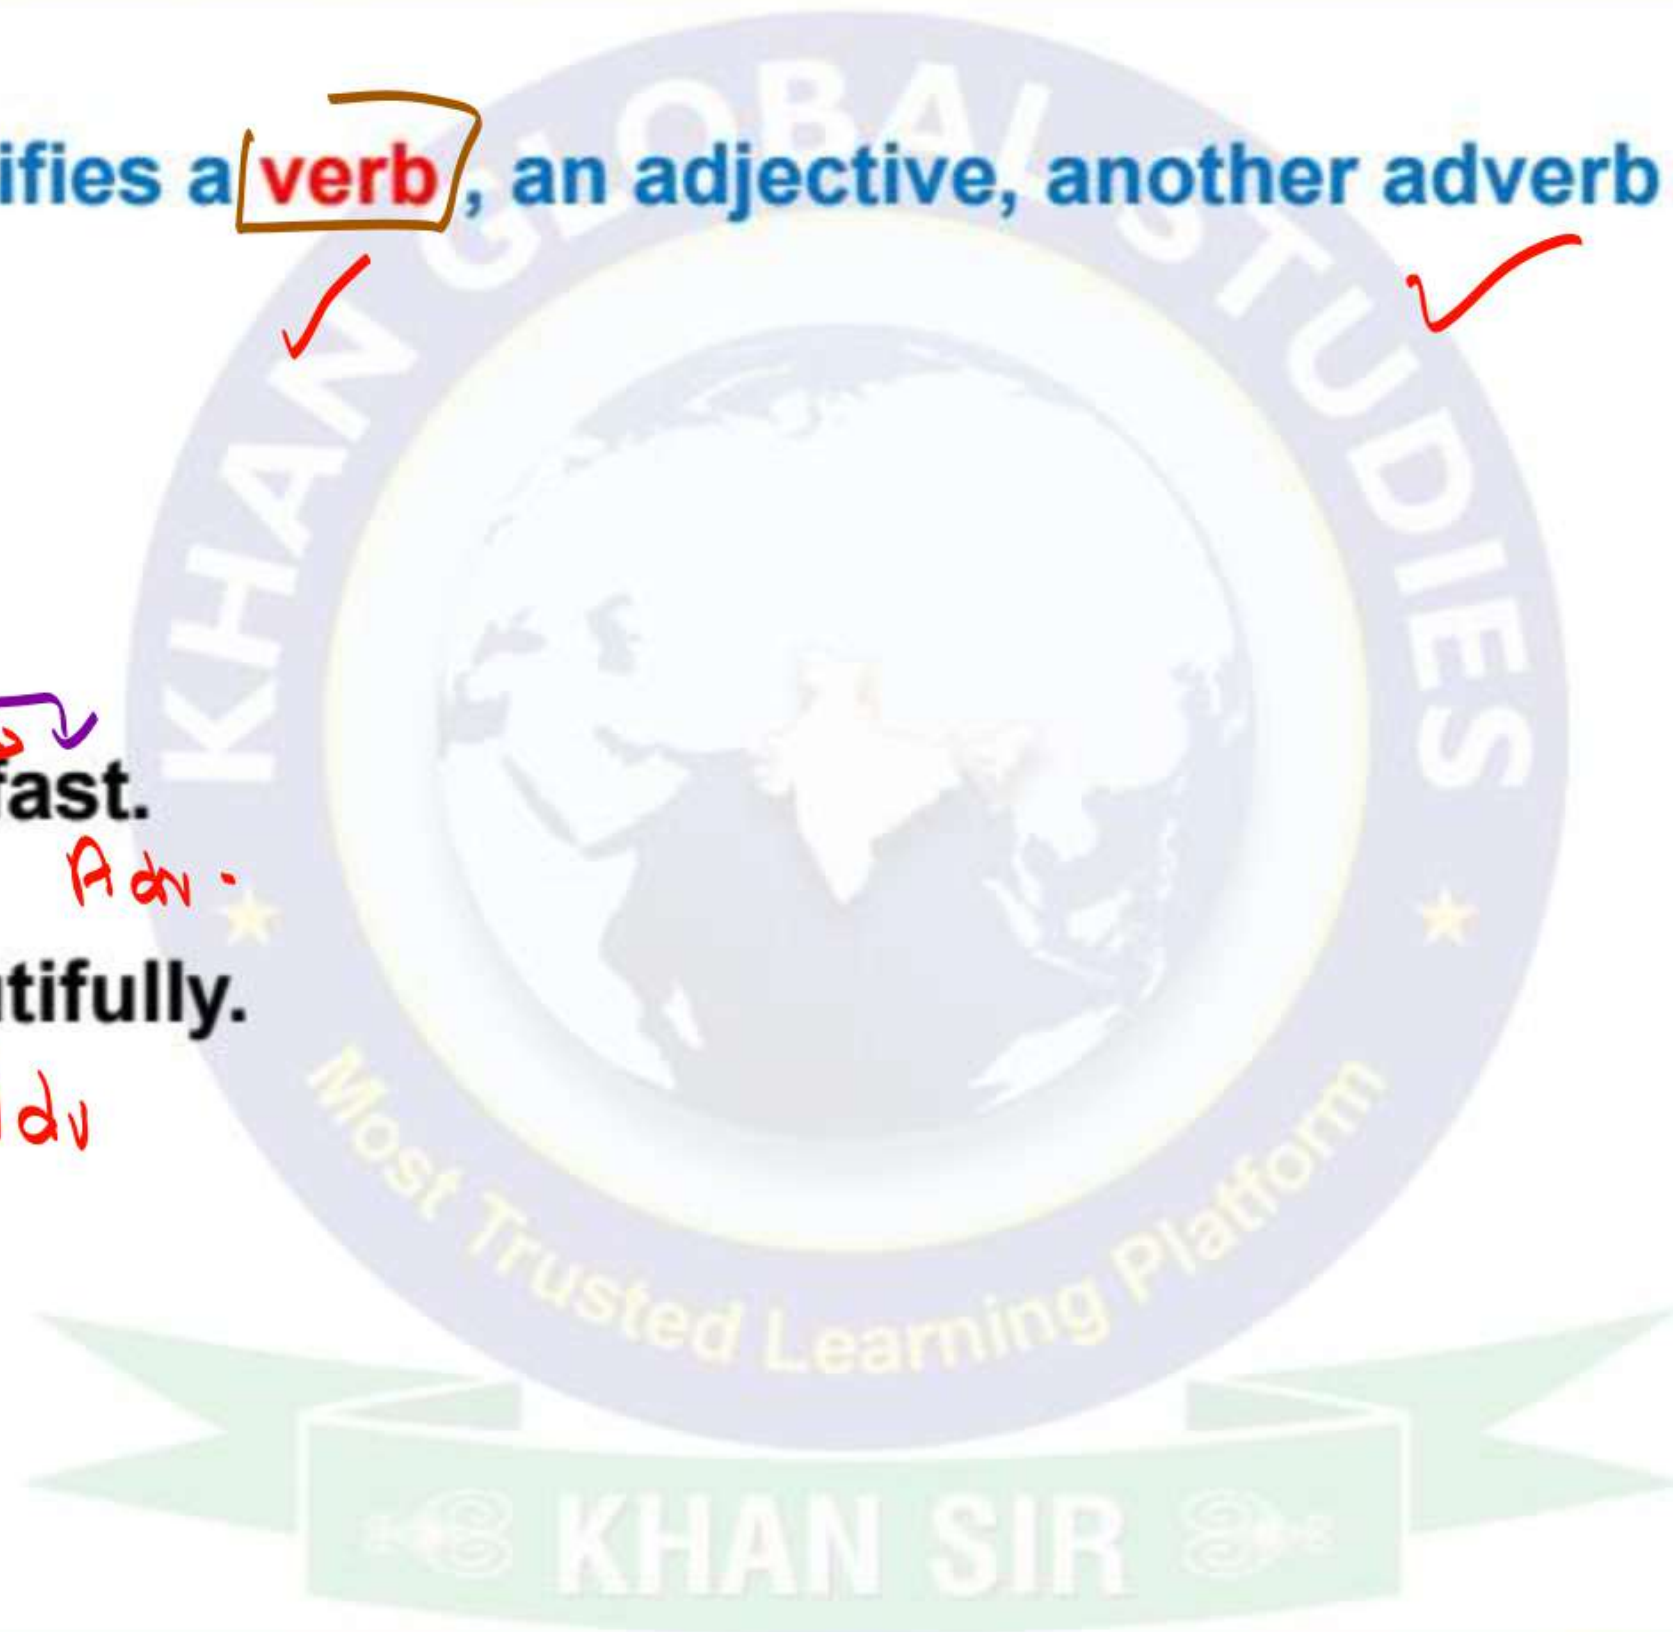 ifies a verb, an adjective, another adverb
KHAN GLOBAL STUDIES
fast.
Adv.
tifully.
dv
Most Trusted Learning Platform
KHAN SIR